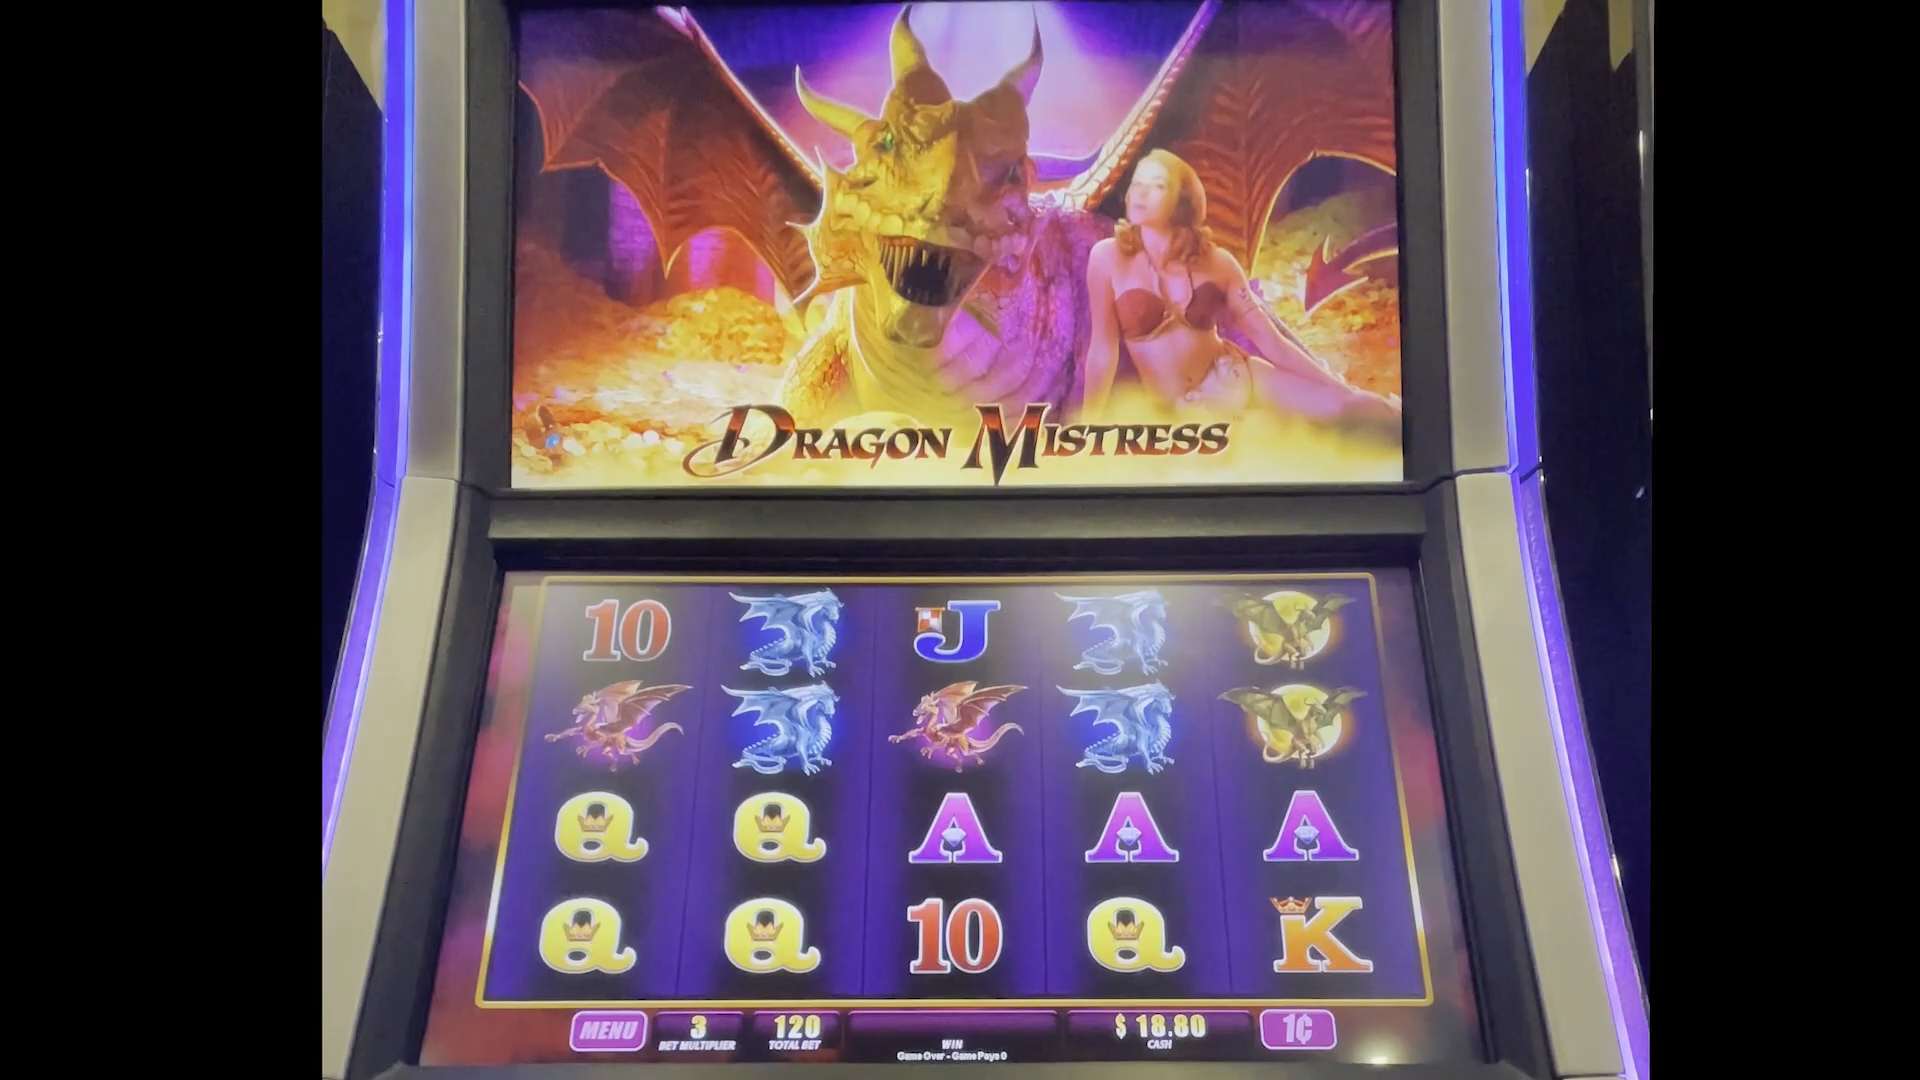 DRAGON MISTRESS
10 J
Q Q A A A
Q Q 10 Q K
MENU 3 120 $ 18.80 1¢
BET MULTIPLIER TOTAL BET WIN CASH
Game Over - Game Pays 0